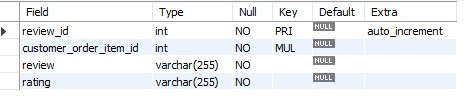 Field Type Null Key Default Extra
review_id int NO PRI NULL auto_increment
customer_order_item_id int NO MUL NULL
review varchar(255) NO NULL
rating varchar(255) NO NULL